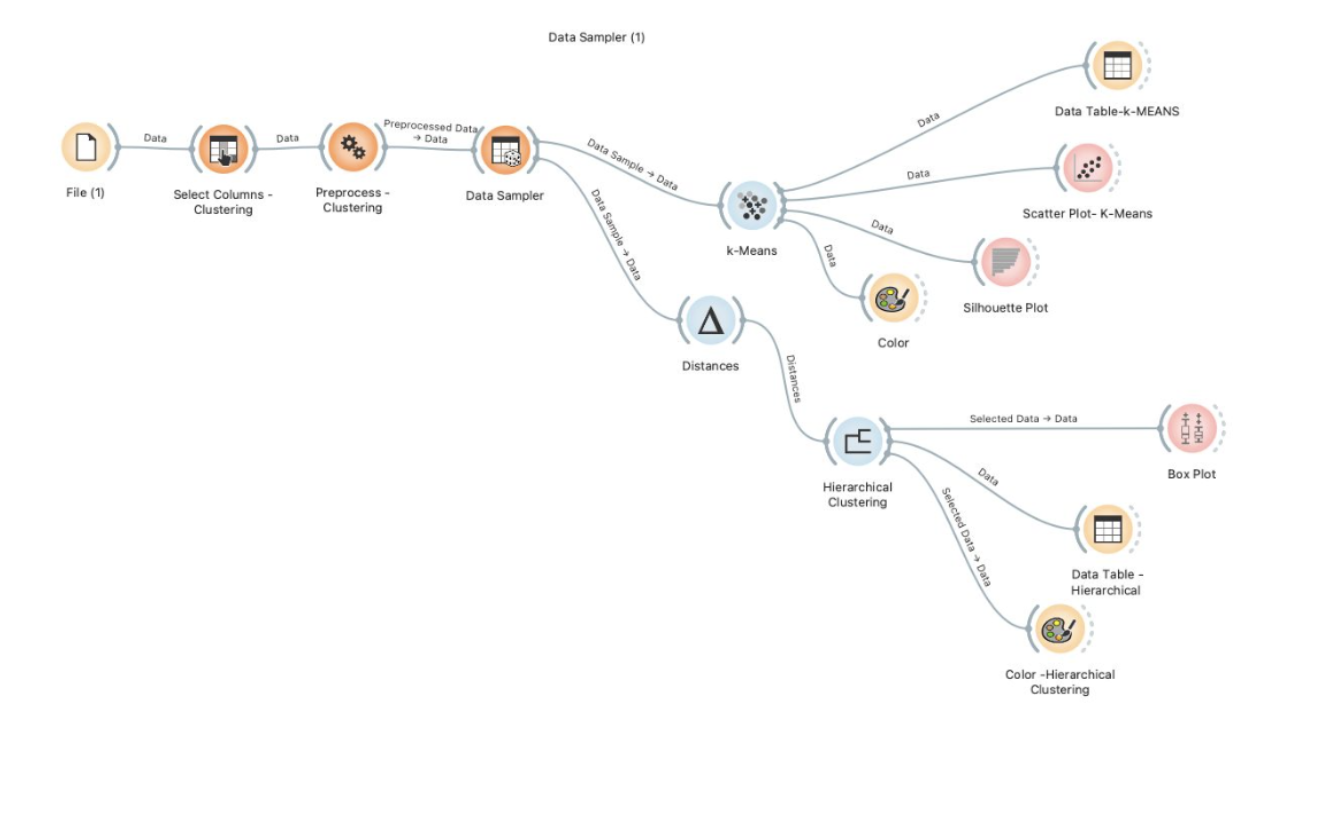 Data Sampler (1)
Data
Data Table-k-MEANS
Data
Data
Preprocessed Data
→ Data
Data Sample → Data
File (1)
Select Columns -
Clustering
Preprocess -
Clustering
Data Sampler
Data
Scatter Plot- K-Means
Data Sample → Data
k-Means
Data
Data
Silhouette Plot
Color
Distances
Distances
Selected Data → Data
Box Plot
Hierarchical
Clustering
Data
Selected Data → Data
Data Table -
Hierarchical
Color -Hierarchical
Clustering